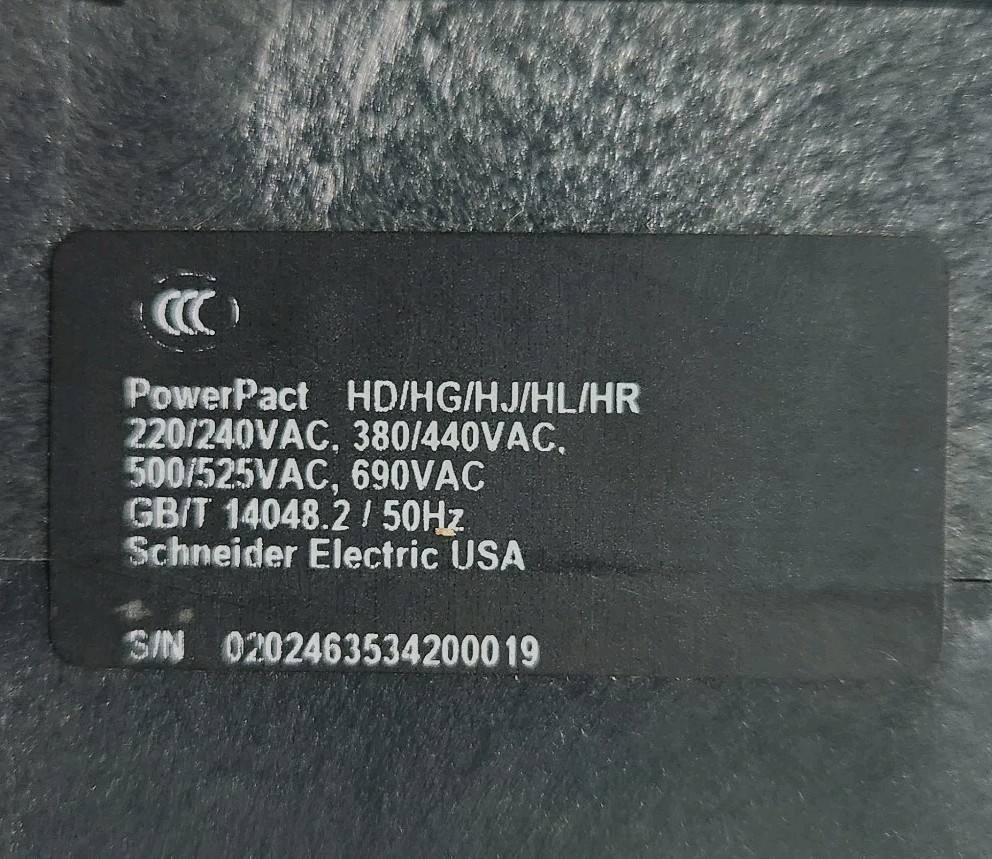 CCC
PowerPact HD/HG/HJ/HL/HR
220/240VAC, 380/440VAC,
500/525VAC, 690VAC
GB/T 14048.2 / 50Hz
Schneider Electric USA
S/N 0202463534200019